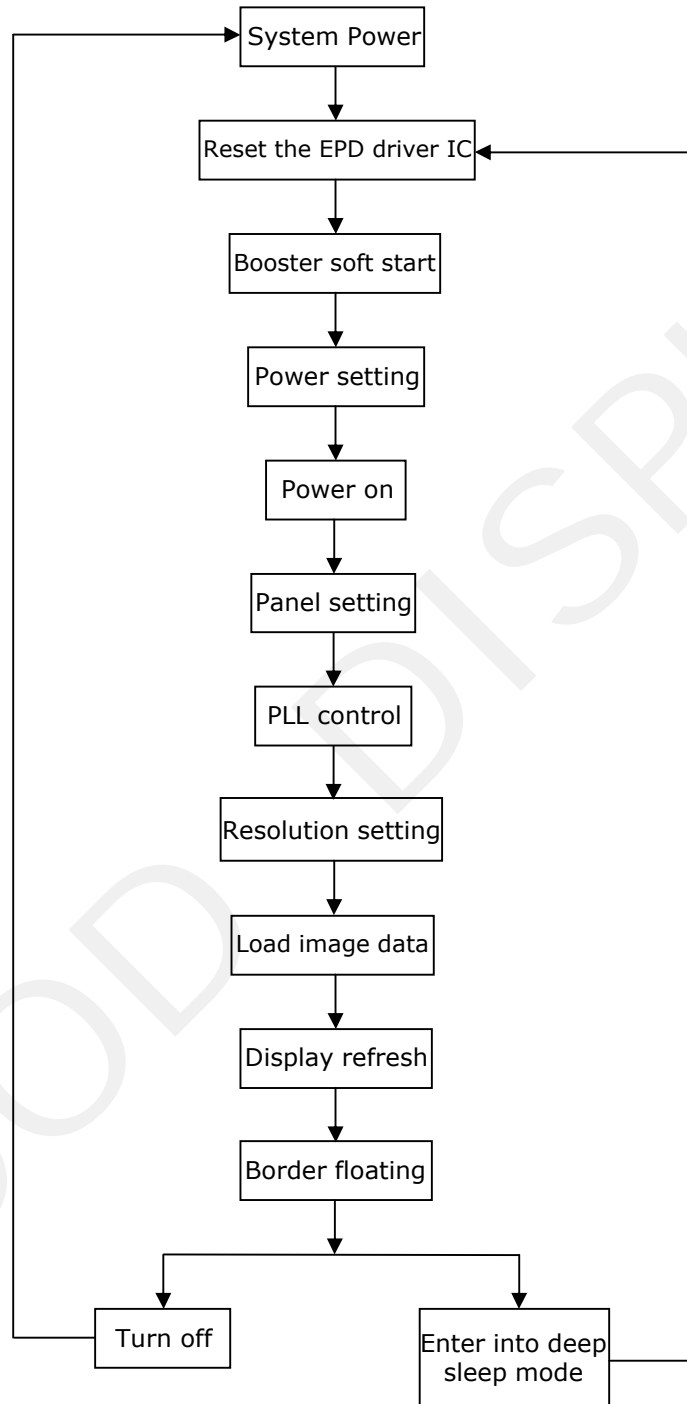 System Power
Reset the EPD driver IC
Booster soft start
Power setting
Power on
Panel setting
PLL control
Resolution setting
Load image data
Display refresh
Border floating
Turn off
Enter into deep
sleep mode